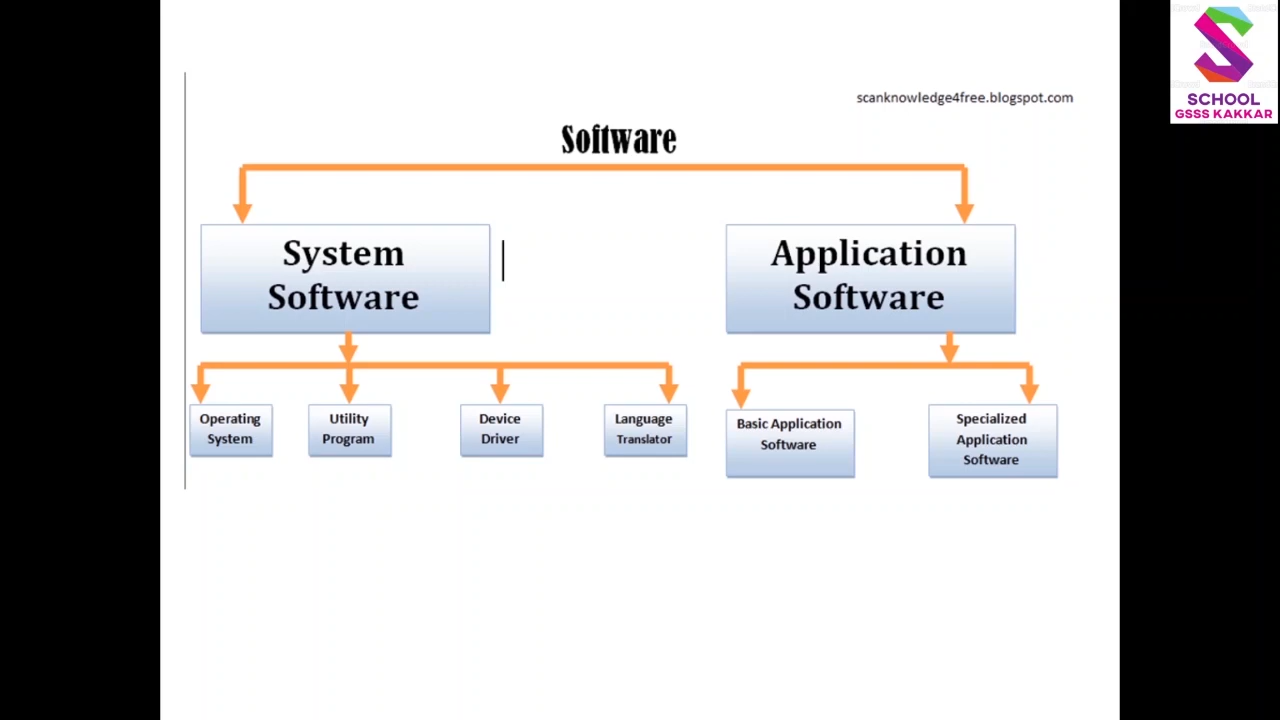 SCHOOL
GSSS KAKKAR
scanknowledge4free.blogspot.com
Software
System
Software
Application
Software
Operating
System
Utility
Program
Device
Driver
Language
Translator
Basic Application
Software
Specialized
Application
Software